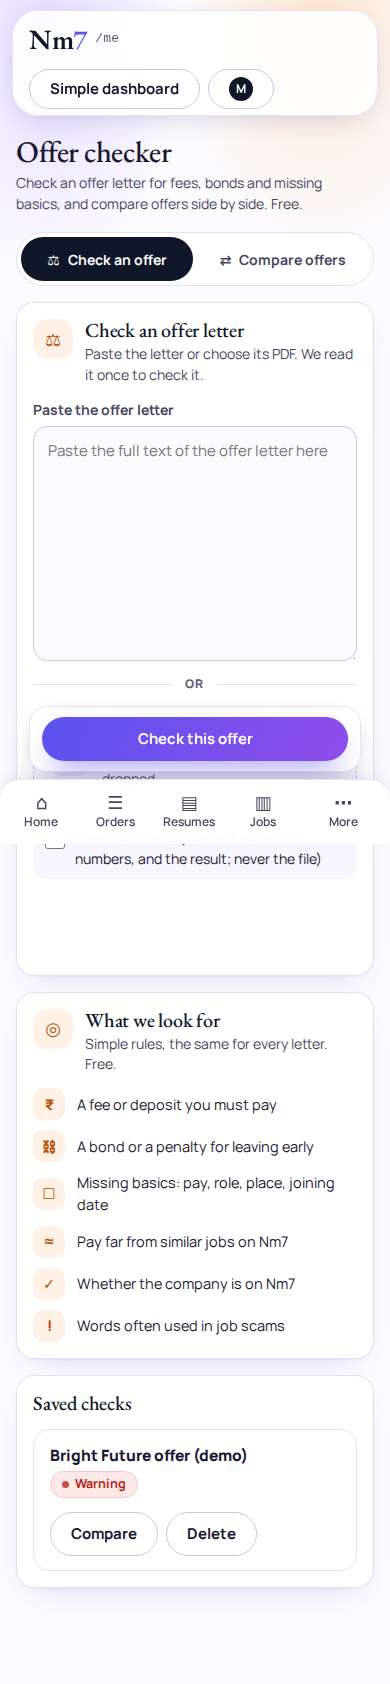 Nm7 /me
Simple dashboard
M
Offer checker
Check an offer letter for fees, bonds and missing
basics, and compare offers side by side. Free.
Check an offer
Compare offers
Check an offer letter
Paste the letter or choose its PDF. We read
it once to check it.
Paste the offer letter
Paste the full text of the offer letter here
OR
Check this offer
dropped
Home
Orders
Resumes
Jobs
More
numbers, and the result; never the file)
What we look for
Simple rules, the same for every letter.
Free.
₹ A fee or deposit you must pay
A bond or a penalty for leaving early
Missing basics: pay, role, place, joining
date
≈ Pay far from similar jobs on Nm7
✓ Whether the company is on Nm7
! Words often used in job scams
Saved checks
Bright Future offer (demo)
Warning
Compare
Delete